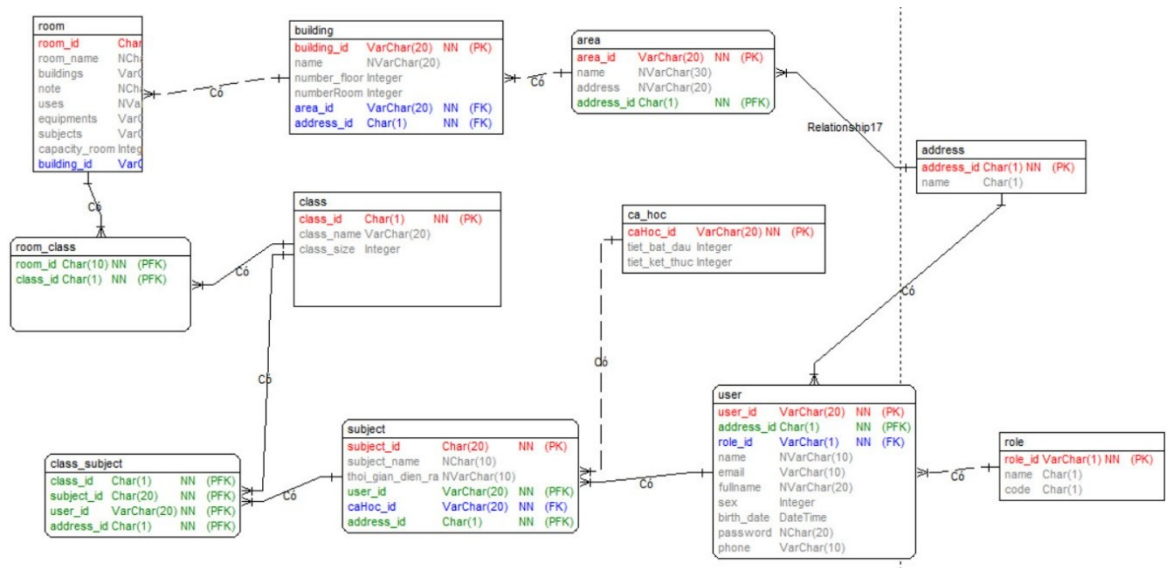 room
room_id Char
room_name NCh
buildings VarC
note NCh
uses NVa
equipments VarC
subjects VarC
capacity_room Integ
building_id VarC
building
building_id VarChar(20) NN (PK)
name NVarChar(20)
number_floor Integer
numberRoom Integer
area_id VarChar(20) NN (FK)
address_id Char(1) NN (FK)
area
area_id VarChar(20) NN (PK)
name NVarChar(30)
address NVarChar(20)
address_id Char(1) NN (PFK)
Có
Có
Relationship17
address
address_id Char(1) NN (PK)
name Char(1)
Có
class
class_id Char(1) NN (PK)
class_name VarChar(20)
class_size Integer
ca_hoc
caHoc_id VarChar(20) NN (PK)
tiet_bat_dau Integer
tiet_ket_thuc Integer
room_class
room_id Char(10) NN (PFK)
class_id Char(1) NN (PFK)
Có
Có
Có
Có
user
user_id VarChar(20) NN (PK)
address_id Char(1) NN (PFK)
role_id VarChar(1) NN (FK)
name NVarChar(10)
email VarChar(10)
fullname NVarChar(20)
sex Integer
birth_date DateTime
password NChar(20)
phone VarChar(10)
role
role_id VarChar(1) NN (PK)
name Char(1)
code Char(1)
subject
subject_id Char(20) NN (PK)
subject_name NChar(10)
thoi_gian_dien_ra NVarChar(10)
user_id VarChar(20) NN (PFK)
caHoc_id VarChar(20) NN (FK)
address_id Char(1) NN (PFK)
class_subject
class_id Char(1) NN (PFK)
subject_id Char(20) NN (PFK)
user_id VarChar(20) NN (PFK)
address_id Char(1) NN (PFK)
Có
Có
Có